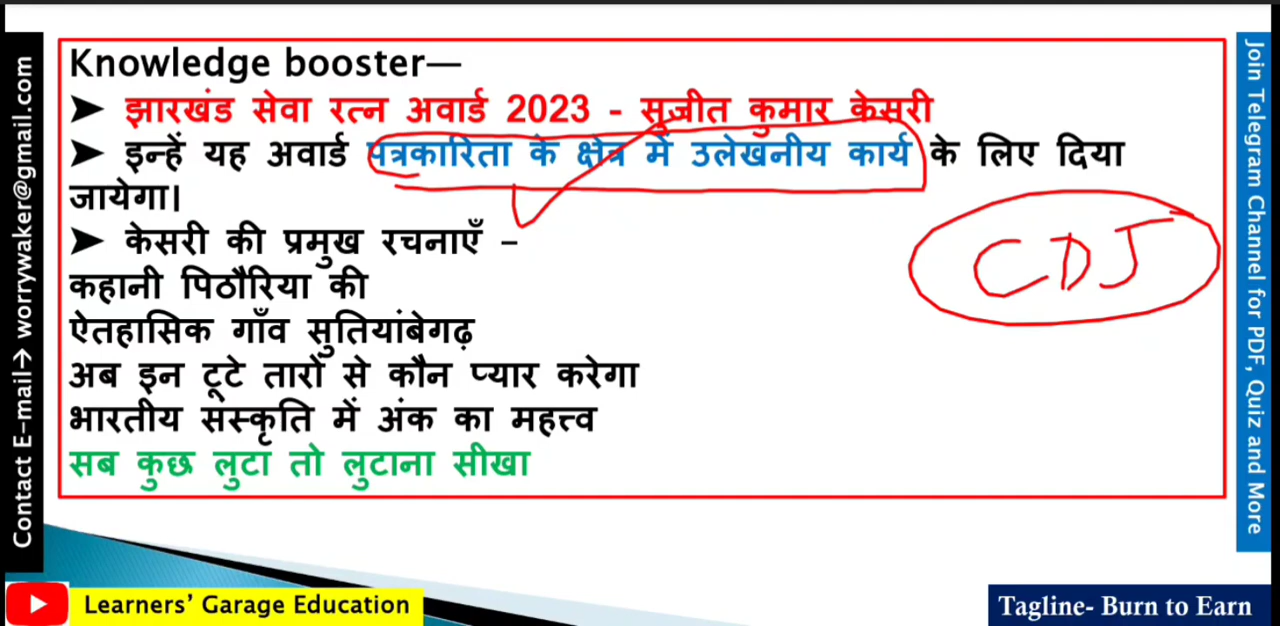 Knowledge booster—
➤ झारखंड सेवा रत्न अवार्ड 2023 - सुजीत कुमार केसरी
➤ इन्हें यह अवार्ड पत्रकारिता के क्षेत्र में उलेखनीय कार्य के लिए दिया
जायेगा।
➤ केसरी की प्रमुख रचनाएँ –
कहानी पिठौरिया की
ऐतहासिक गाँव सुतियांबेगढ़
अब इन टूटे तारों से कौन प्यार करेगा
भारतीय संस्कृति में अंक का महत्त्व
सब कुछ लुटा तो लुटाना सीखा
CDJ
Contact E-mail→ worrywaker@gmail.com
Join Telegram Channel for PDF, Quiz and More
Learners’ Garage Education
Tagline- Burn to Earn